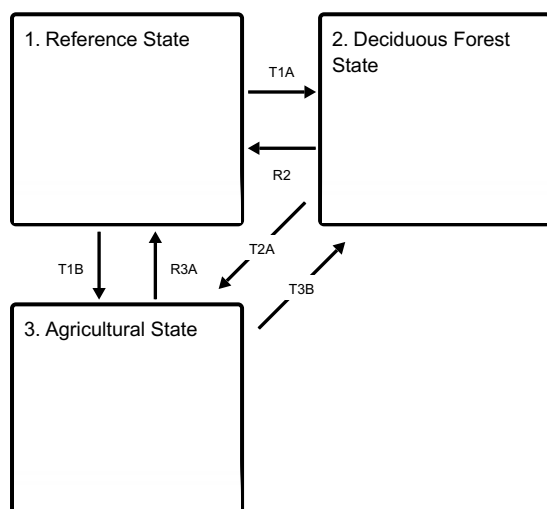 1. Reference State
2. Deciduous Forest
State
T1A
R2
T2A
T1B
R3A
T3B
3. Agricultural State